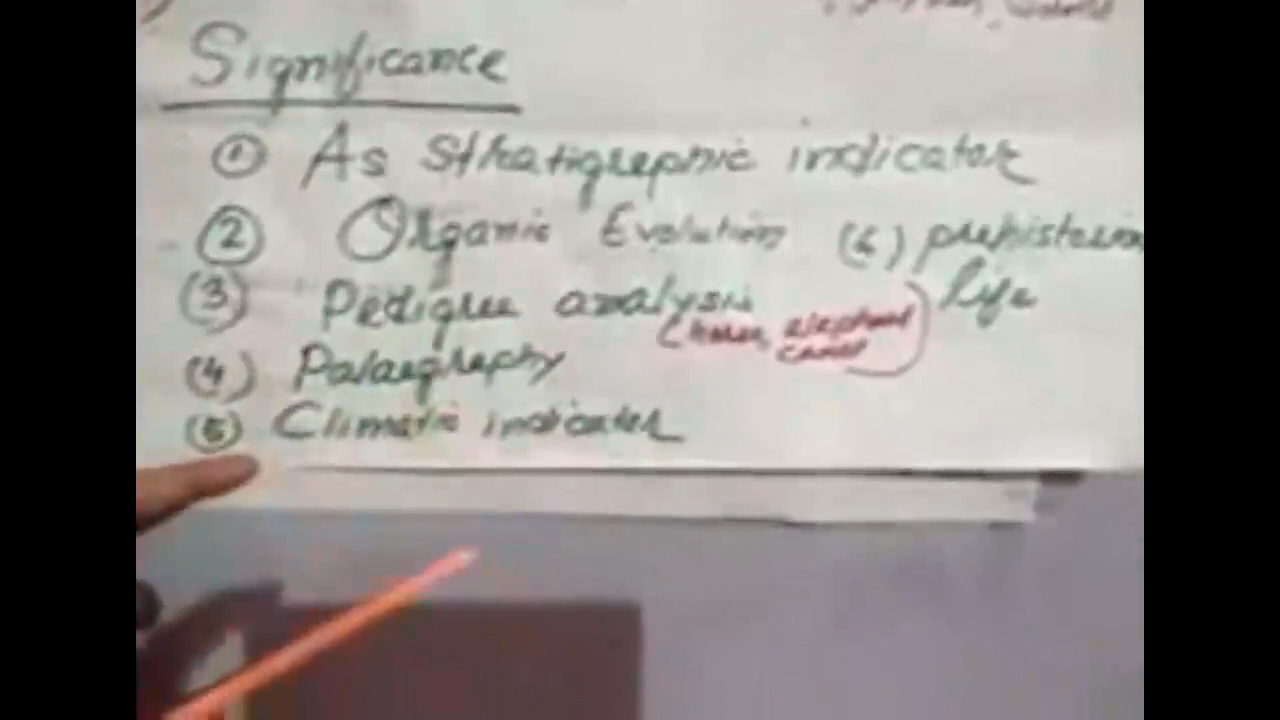 Significance
(1) As Stratigraphic indicator
(2) Organic Evolution (6) prehistoric life
(3) Pedigree analysis
(horse, elephant camel)
(4) Palaegraphy
(5) Climatic indicator